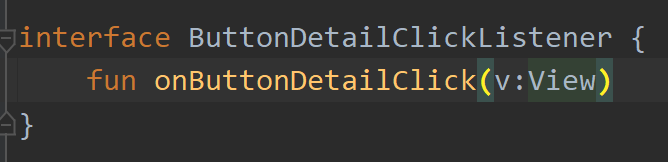 interface ButtonDetailClickListener {
    fun onButtonDetailClick(v:View)
}